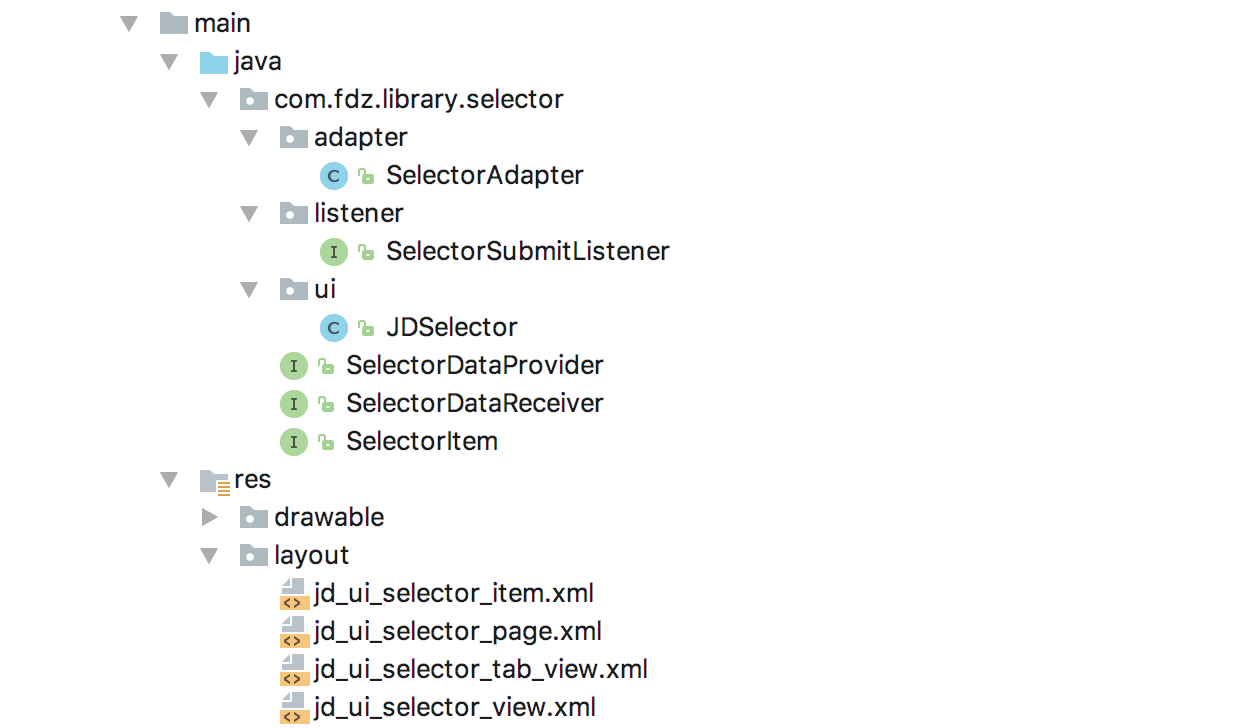 main
java
com.fdz.library.selector
adapter
C SelectorAdapter
listener
I SelectorSubmitListener
ui
C JDSelector
I SelectorDataProvider
I SelectorDataReceiver
I SelectorItem
res
drawable
layout
jd_ui_selector_item.xml
jd_ui_selector_page.xml
jd_ui_selector_tab_view.xml
jd_ui_selector_view.xml